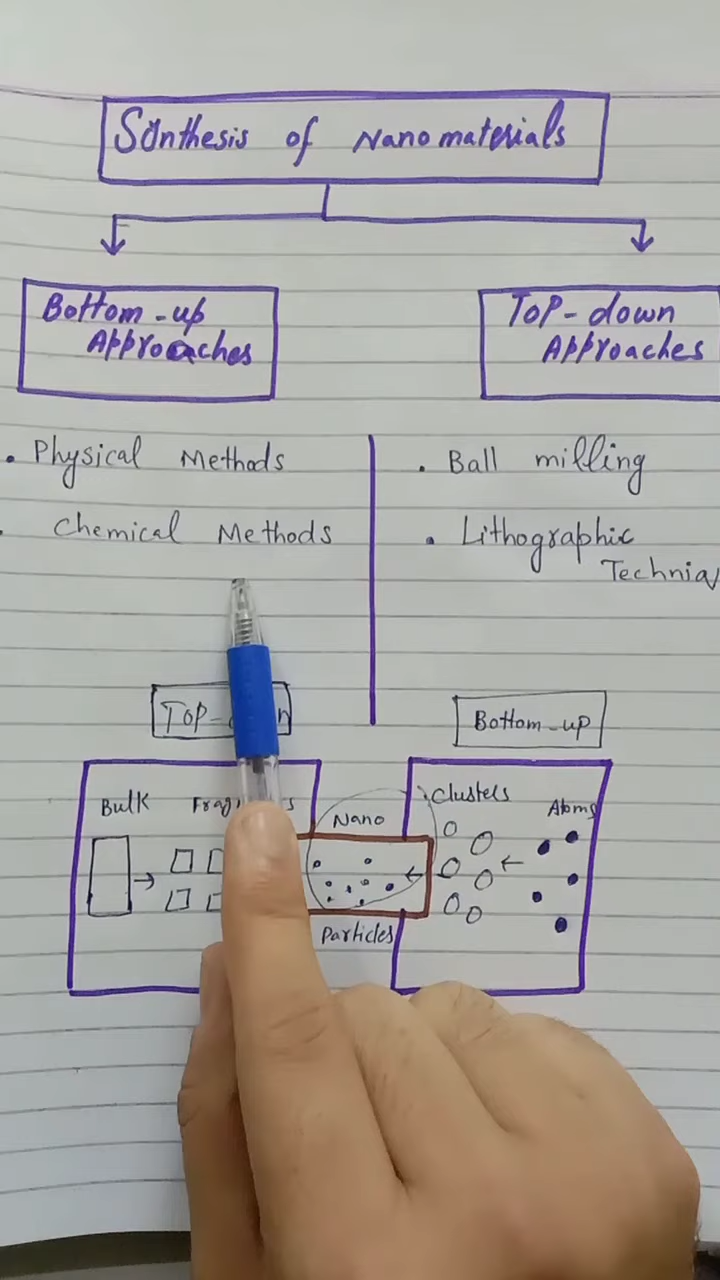 Synthesis of Nanomaterials
Bottom-up
Approaches
Top-down
Approaches
. Physical Methods
. Chemical Methods
. Ball milling
. Lithographic
Bottom-up
Bulk
Nano
Particles
Clusters
Atoms